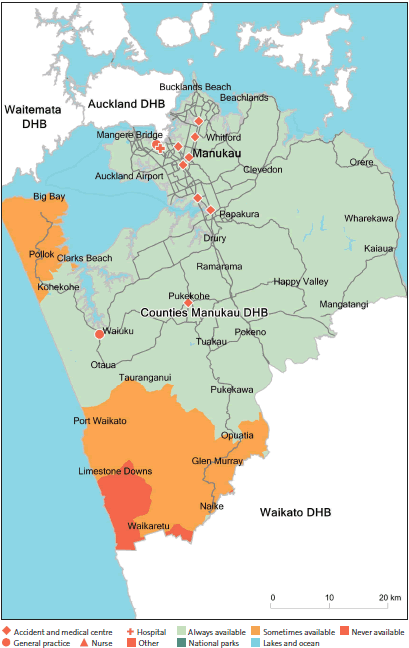 Bucklands Beach
Beachlands
Auckland DHB
Waitemata
DHB
Mangere Bridge
Whitford
Manukau
Orere
Clevedon
Auckland Airport
Big Bay
Papakura
Wharekawa
Drury
Kaiaua
Pollok
Clarks Beach
Ramarama
Happy Valley
Kohekohe
Pukekohe
Mangatangi
Counties Manukau DHB
Waiuku
Pokeno
Tuakau
Otaua
Tauranganui
Pukekawa
Port Waikato
Opuatia
Glen Murray
Limestone Downs
Naike
Waikato DHB
Waikaretu
0 10 20 km
Accident and medical centre Hospital Always available Sometimes available Never available
General practice Nurse Other National parks Lakes and ocean